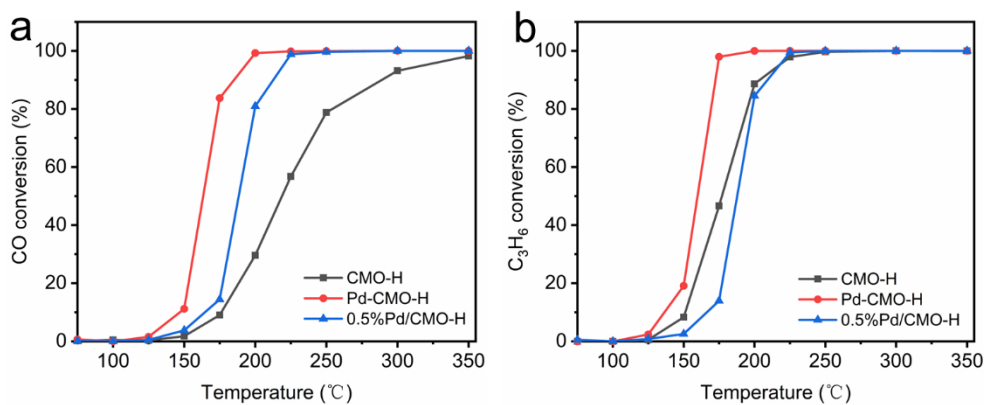 a
CO conversion (%)
100
80
60
40
20
0
CMO-H
Pd-CMO-H
0.5%Pd/CMO-H
100 150 200 250 300 350
Temperature (℃)
b
C₃H₆ conversion (%)
100
80
60
40
20
0
CMO-H
Pd-CMO-H
0.5%Pd/CMO-H
100 150 200 250 300 350
Temperature (℃)